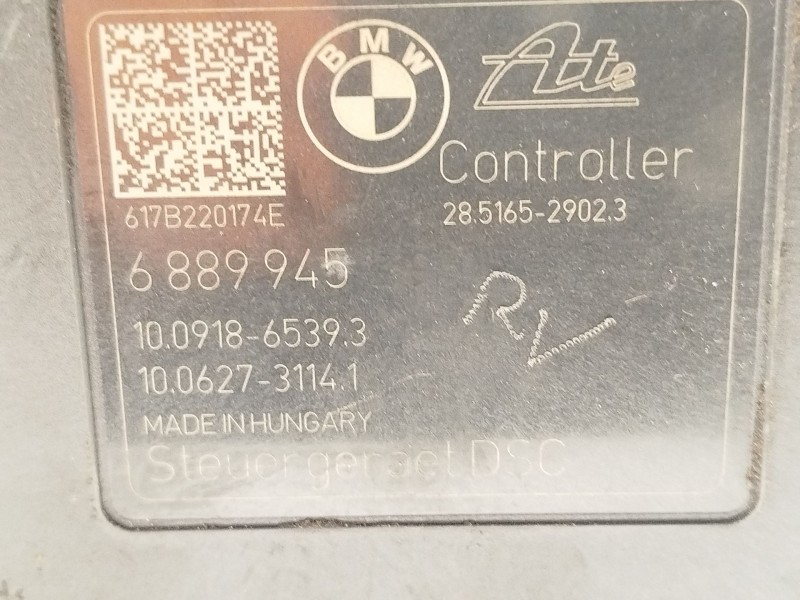 BMW
Ate
Controller
617B220174E
28.5165-2902.3
6 889 945
10.0918-6539.3
10.0627-3114.1
MADE IN HUNGARY
Steuergeraet DSC